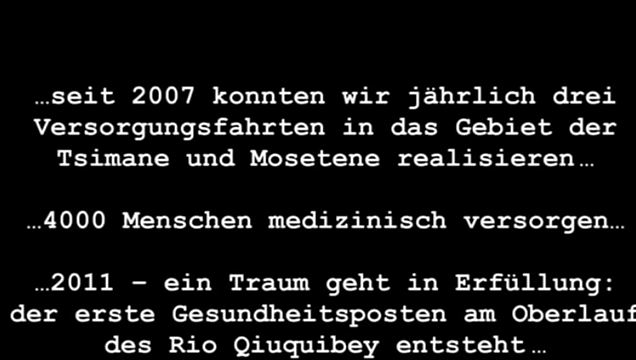 …seit 2007 konnten wir jährlich drei
Versorgungsfahrten in das Gebiet der
Tsimane und Mosetene realisieren…
…4000 Menschen medizinisch versorgen…
…2011 – ein Traum geht in Erfüllung:
der erste Gesundheitsposten am Oberlauf
des Rio Qiuquibey entsteht…